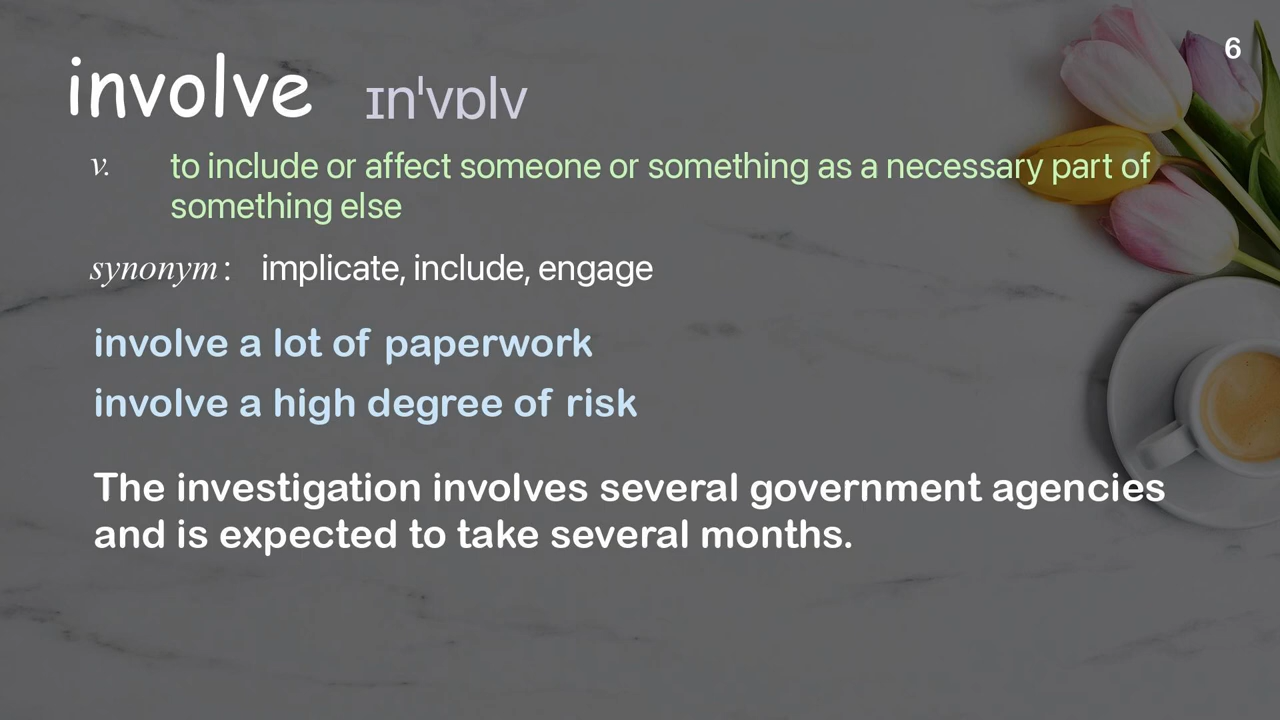 6
involve ɪnˈvɒlv
v. to include or affect someone or something as a necessary part of
something else
synonym: implicate, include, engage
involve a lot of paperwork
involve a high degree of risk
The investigation involves several government agencies
and is expected to take several months.